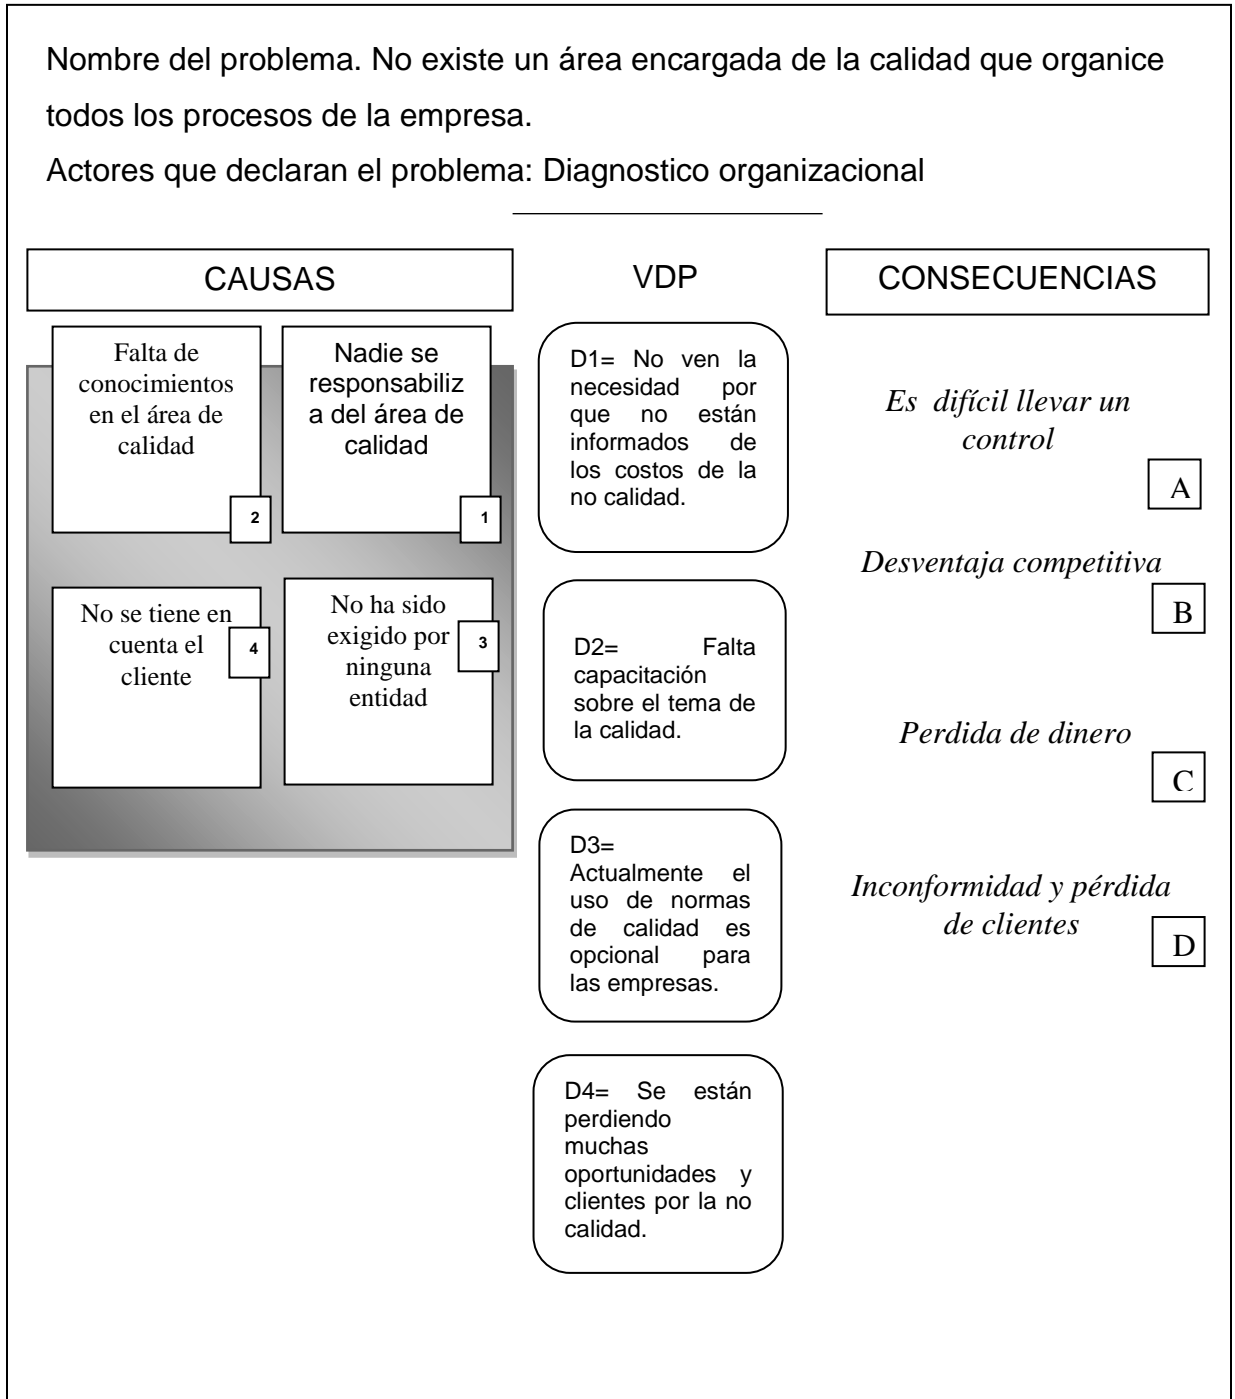 Nombre del problema. No existe un área encargada de la calidad que organice
todos los procesos de la empresa.
Actores que declaran el problema: Diagnostico organizacional
CAUSAS
Falta de
conocimientos
en el área de
calidad
2
Nadie se
responsabiliz
a del área de
calidad
1
No se tiene en
cuenta el
cliente
4
No ha sido
exigido por
ninguna
entidad
3
VDP
D1= No ven la
necesidad por
que no están
informados de
los costos de la
no calidad.
D2= Falta
capacitación
sobre el tema de
la calidad.
D3=
Actualmente el
uso de normas
de calidad es
opcional para
las empresas.
D4= Se están
perdiendo
muchas
oportunidades y
clientes por la no
calidad.
CONSECUENCIAS
Es difícil llevar un
control
A
Desventaja competitiva
B
Perdida de dinero
C
Inconformidad y pérdida
de clientes
D